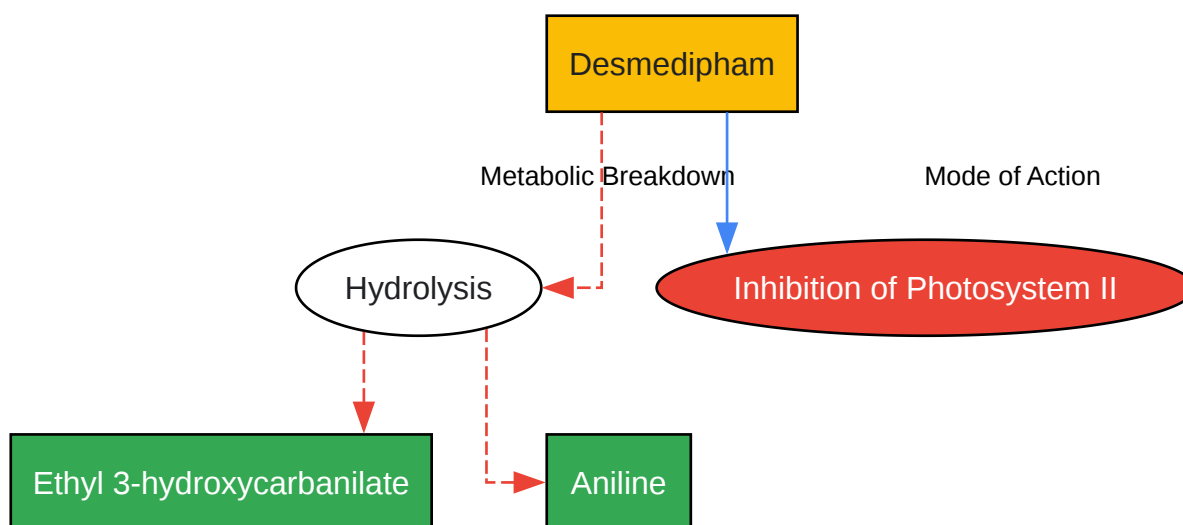 Desmedipham
Metabolic Breakdown
Mode of Action
Hydrolysis
Inhibition of Photosystem II
Ethyl 3-hydroxycarbanilate
Aniline